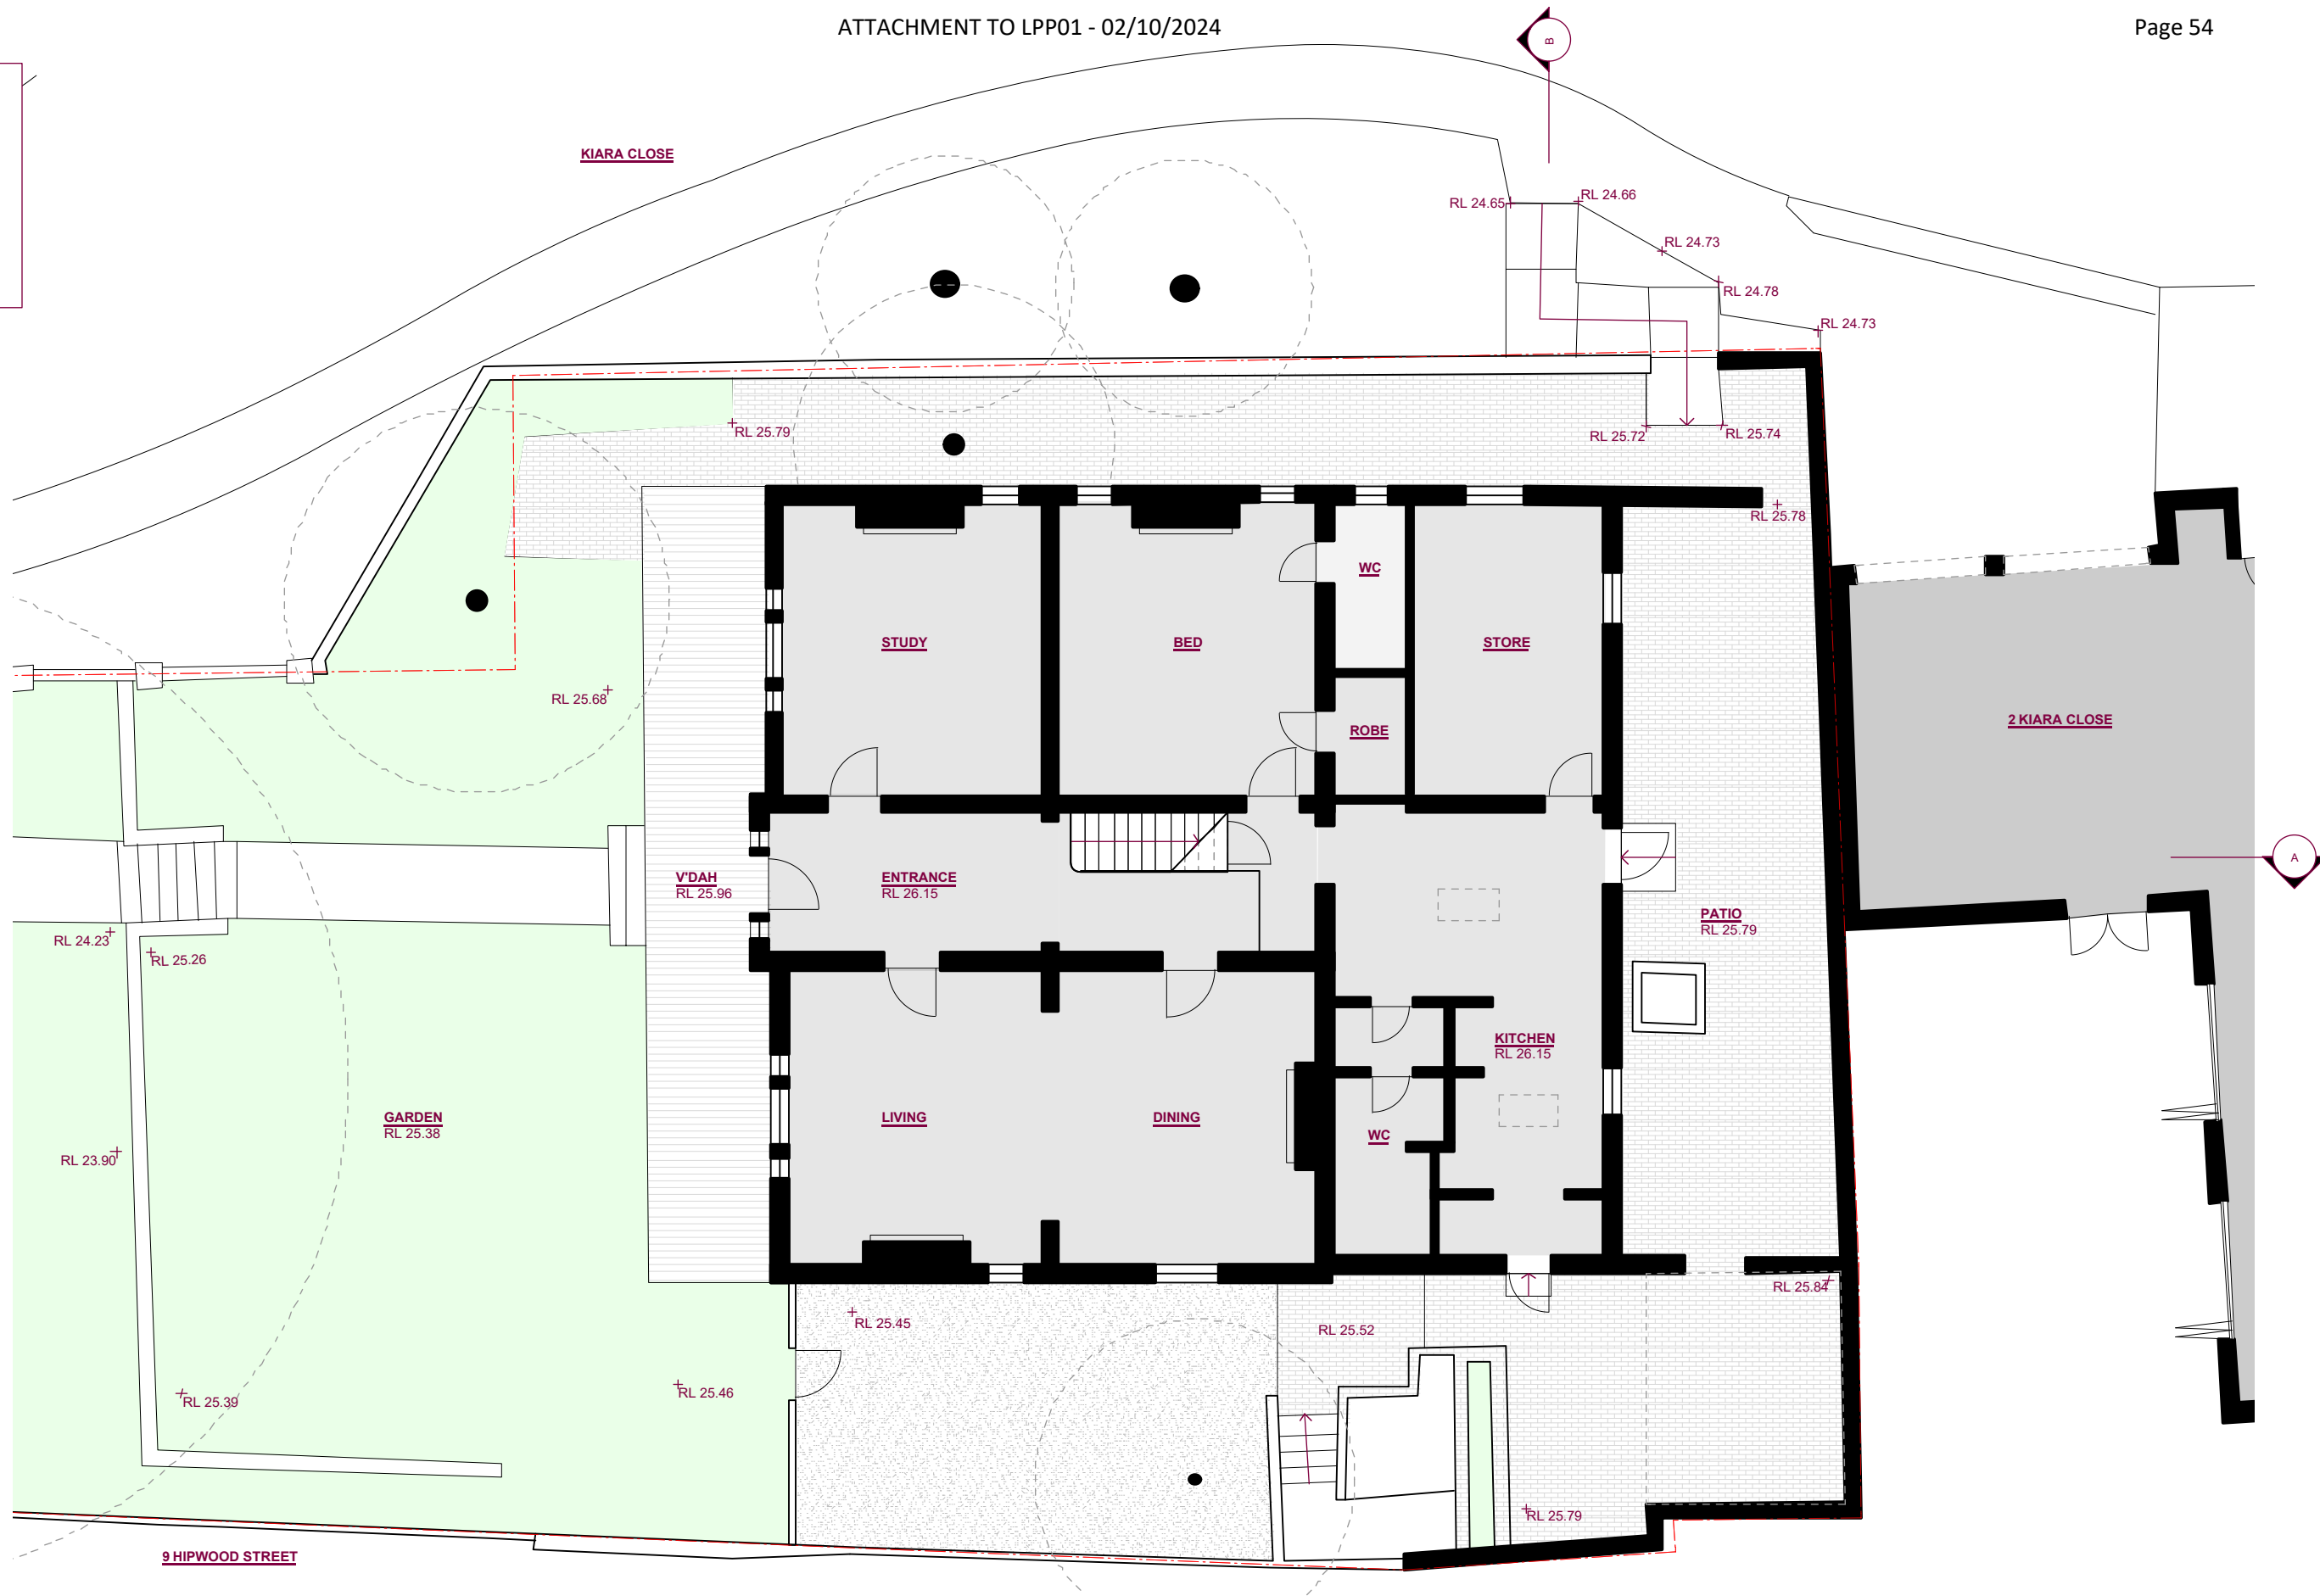 ATTACHMENT TO LPP01 - 02/10/2024
Page 54
B
KIARA CLOSE
RL 24.65
RL 24.66
RL 24.73
RL 24.78
RL 24.73
RL 25.79
RL 25.72
RL 25.74
RL 25.78
WC
STUDY
BED
STORE
RL 25.68
ROBE
2 KIARA CLOSE
A
V'DAH
RL 25.96
ENTRANCE
RL 26.15
PATIO
RL 25.79
RL 24.23
RL 25.26
KITCHEN
RL 26.15
GARDEN
RL 25.38
LIVING
DINING
WC
RL 23.90
RL 25.84
RL 25.45
RL 25.52
RL 25.39
RL 25.46
RL 25.79
9 HIPWOOD STREET